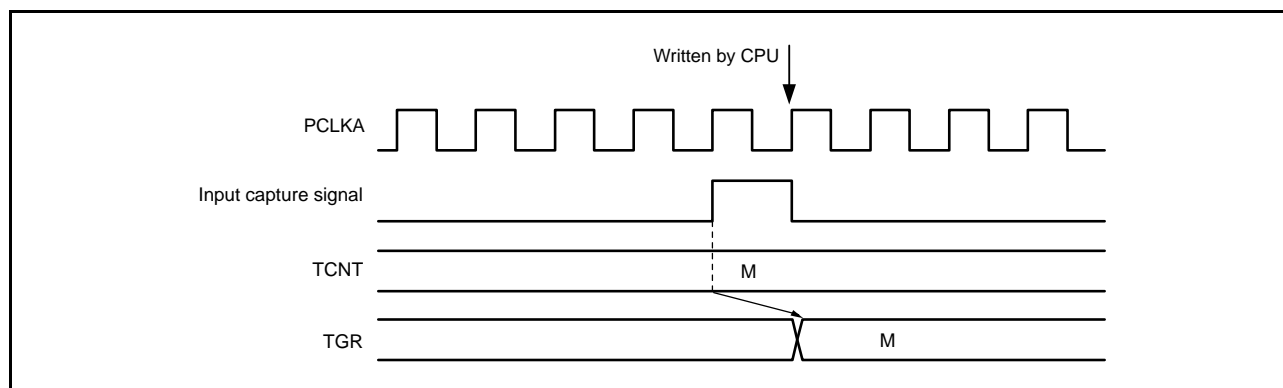 Written by CPU
PCLKA
Input capture signal
TCNT
M
TGR
M